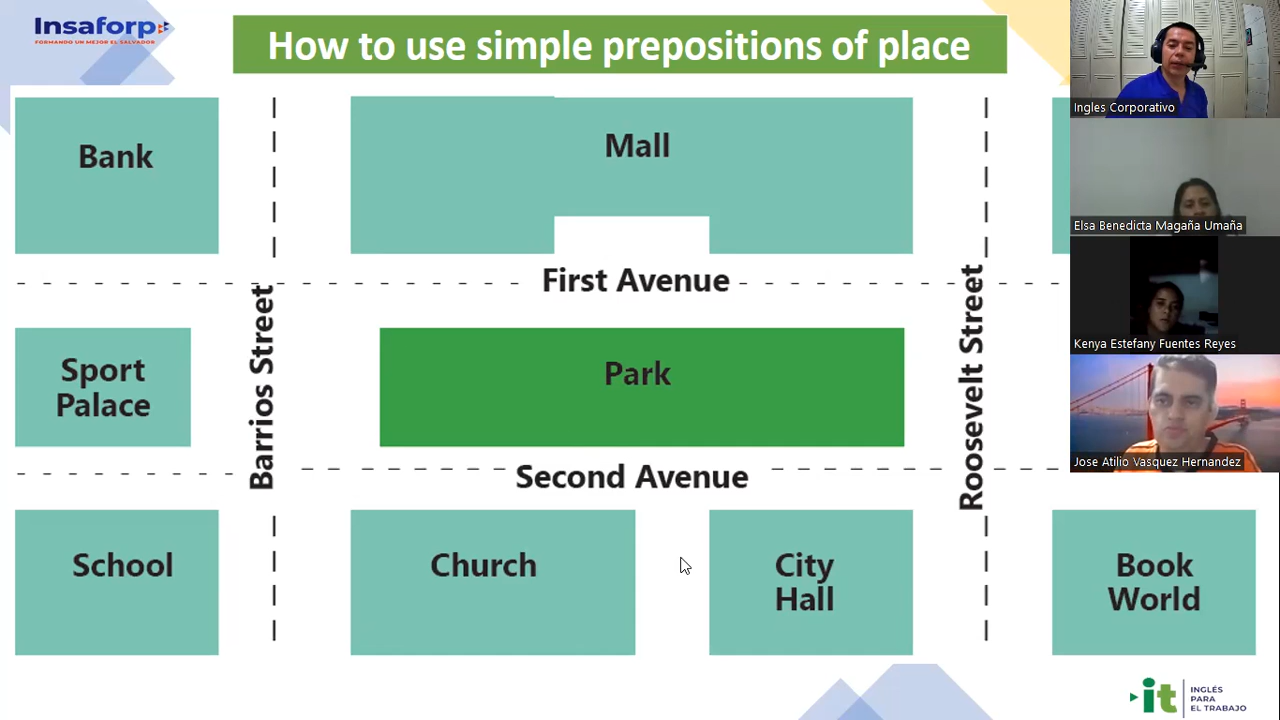 Insaforp
FORMANDO UN MEJOR EL SALVADOR
How to use simple prepositions of place
Ingles Corporativo
Bank
Mall
Elsa Benedicta Magaña Umaña
First Avenue
Kenya Estefany Fuentes Reyes
Sport
Palace
Barrios Street
Park
Roosevelt Street
Jose Atilio Vasquez Hernandez
Second Avenue
School
Church
City
Hall
Book
World
it
INGLÉS
PARA
EL TRABAJO